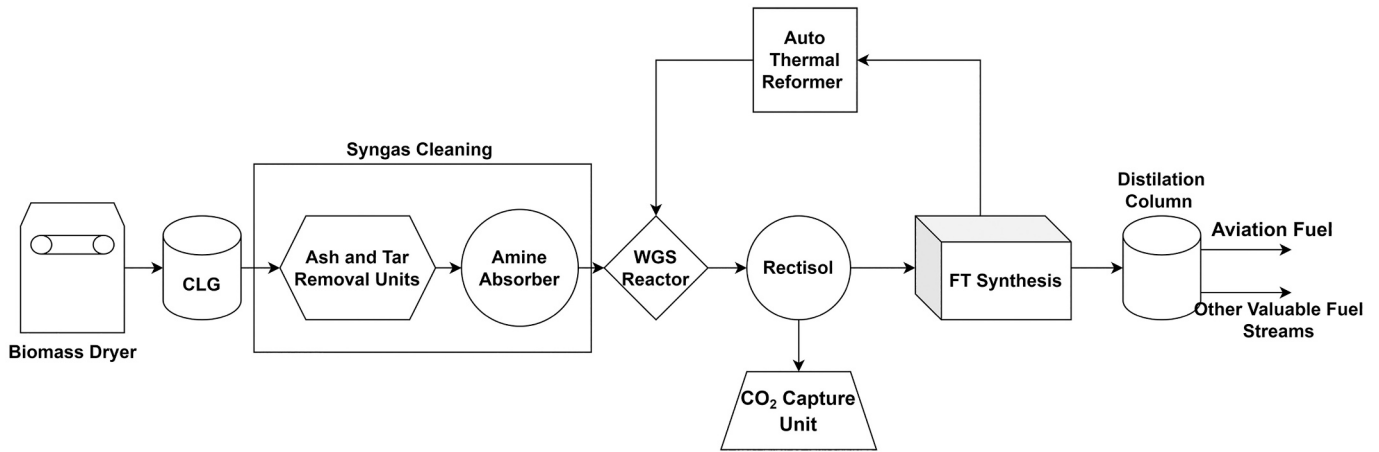 Auto
Thermal
Reformer
Syngas Cleaning
Biomass Dryer
CLG
Ash and Tar
Removal Units
Amine
Absorber
WGS
Reactor
Rectisol
CO₂ Capture
Unit
FT Synthesis
Distilation
Column
Aviation Fuel
Other Valuable Fuel
Streams